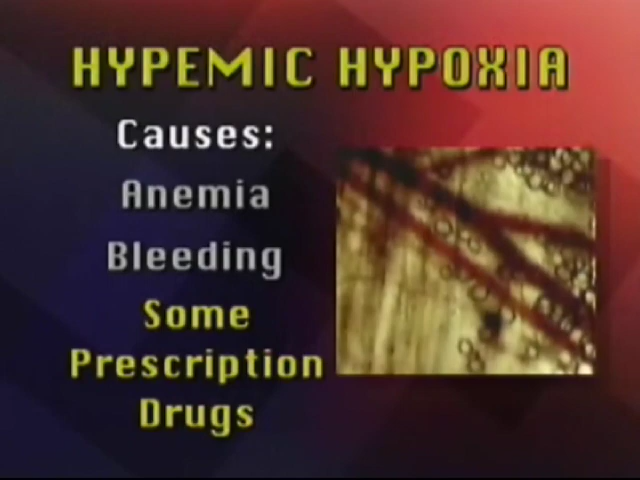 HYPEMIC HYPOXIA
Causes:
Anemia
Bleeding
Some
Prescription
Drugs